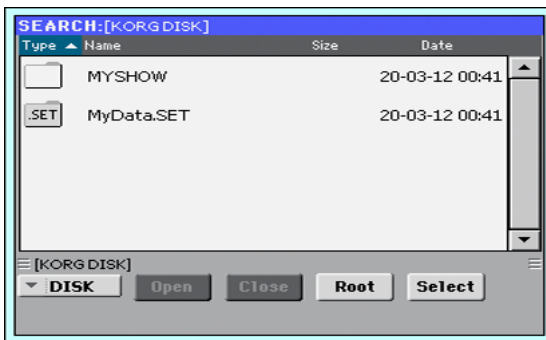 SEARCH:[KORG DISK]
Type Name Size Date
MYSHOW 20-03-12 00:41
.SET MyData.SET 20-03-12 00:41
[KORG DISK]
DISK Open Close Root Select